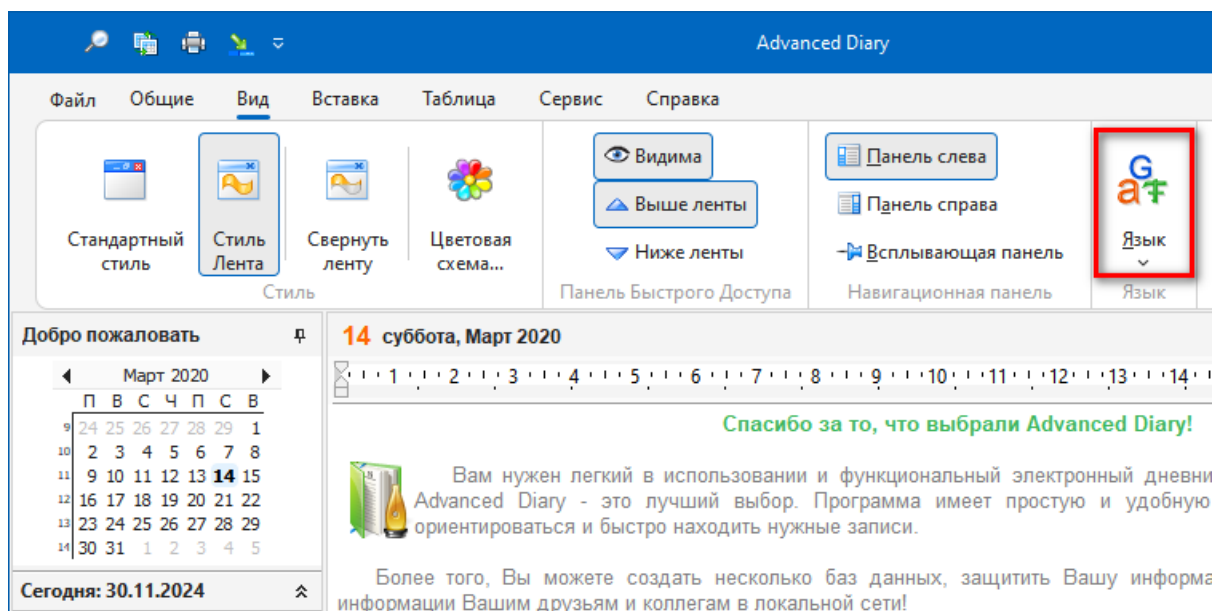 Advanced Diary
Файл Общие Вид Вставка Таблица Сервис Справка
Стандартный стиль
Стиль Лента
Свернуть ленту
Цветовая схема...
Стиль
Видима
Выше ленты
Ниже ленты
Панель Быстрого Доступа
Панель слева
Панель справа
Всплывающая панель
Навигационная панель
Язык
Язык
Добро пожаловать
Март 2020
П В С Ч П С В
9 24 25 26 27 28 29 1
10 2 3 4 5 6 7 8
11 9 10 11 12 13 14 15
12 16 17 18 19 20 21 22
13 23 24 25 26 27 28 29
14 30 31 1 2 3 4 5
Сегодня: 30.11.2024
14 суббота, Март 2020
1 2 3 4 5 6 7 8 9 10 11 12 13 14
Спасибо за то, что выбрали Advanced Diary!
Вам нужен легкий в использовании и функциональный электронный дневни
Advanced Diary - это лучший выбор. Программа имеет простую и удобную
ориентироваться и быстро находить нужные записи.
Более того, Вы можете создать несколько баз данных, защитить Вашу информа
информации Вашим друзьям и коллегам в локальной сети!